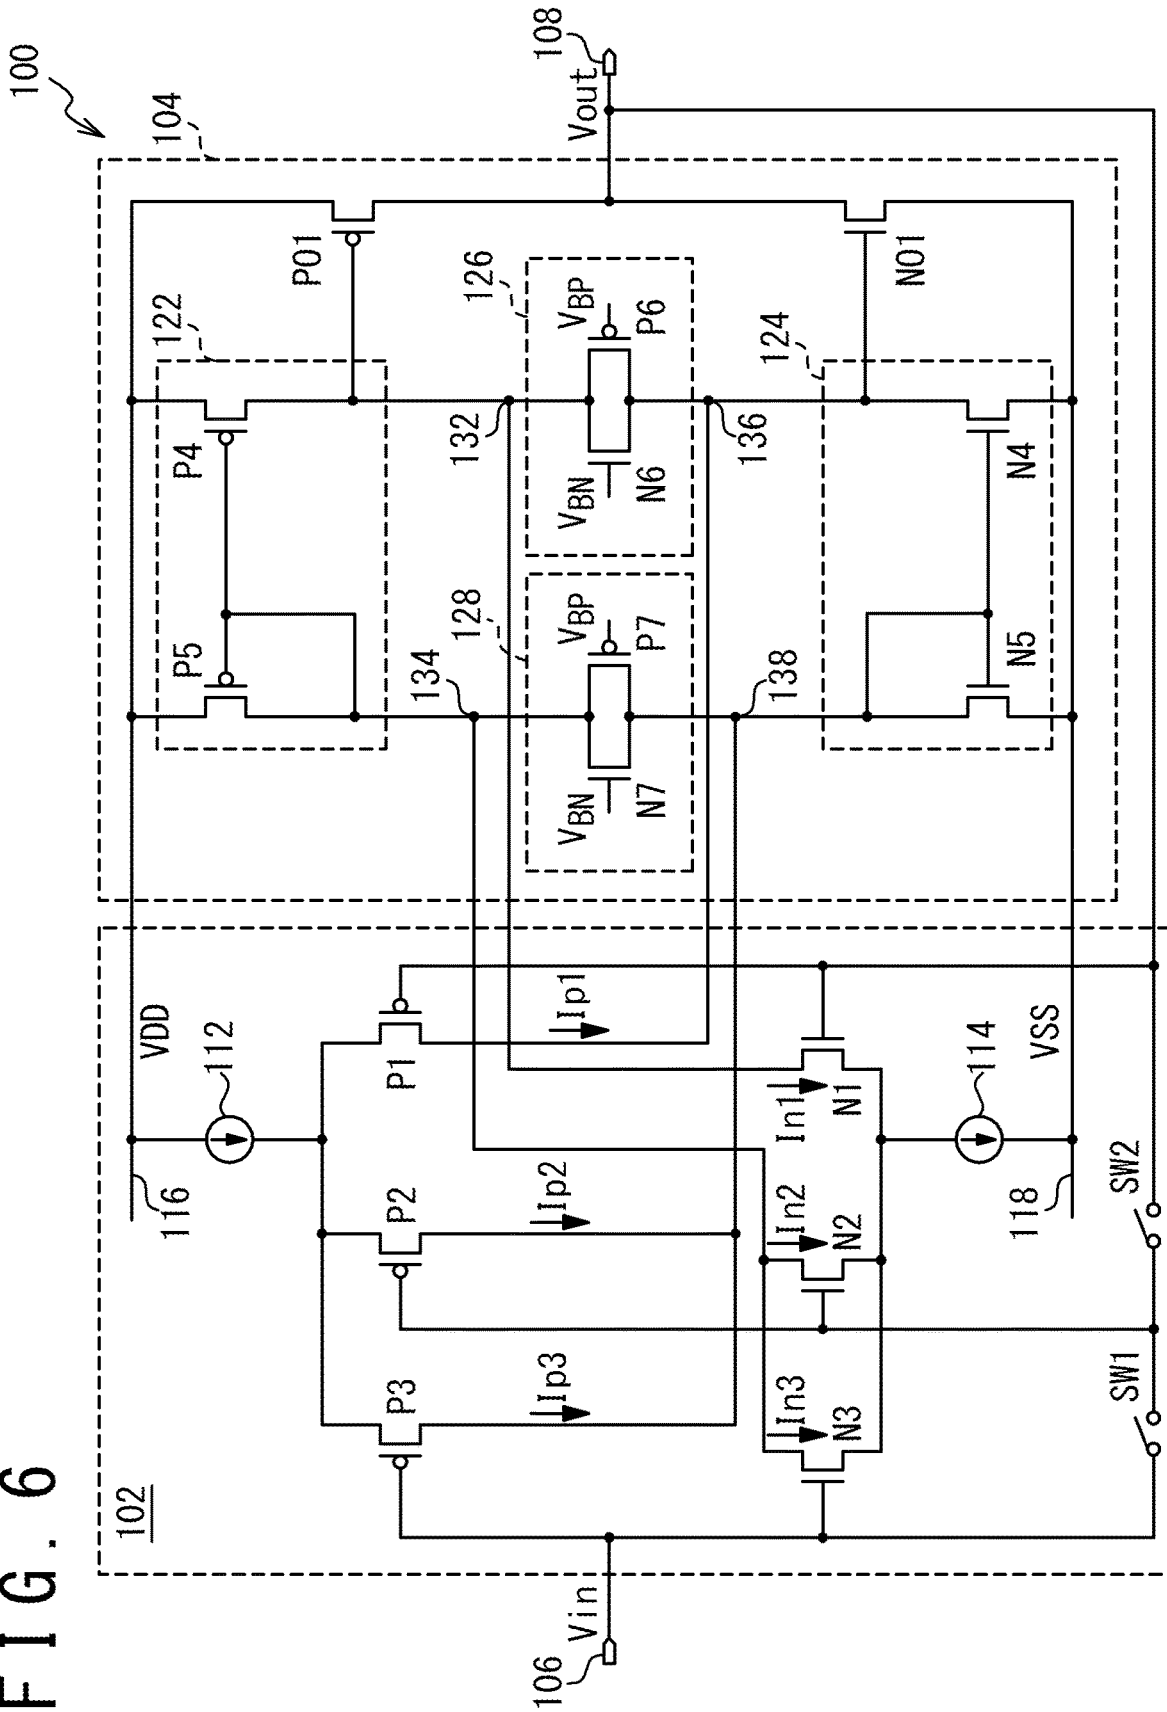 FIG. 6
100
102
104
VDD
116
112
122
P5
P4
PO1
P3
P2
P1
134
132
128
126
Ip3
Ip2
Ip1
106
Vin
VBN
N7
VBP
P7
VBN
N6
VBP
P6
Vout
108
138
136
124
In3
N3
In2
N2
In1
N1
N5
N4
NO1
114
118
VSS
SW1
SW2